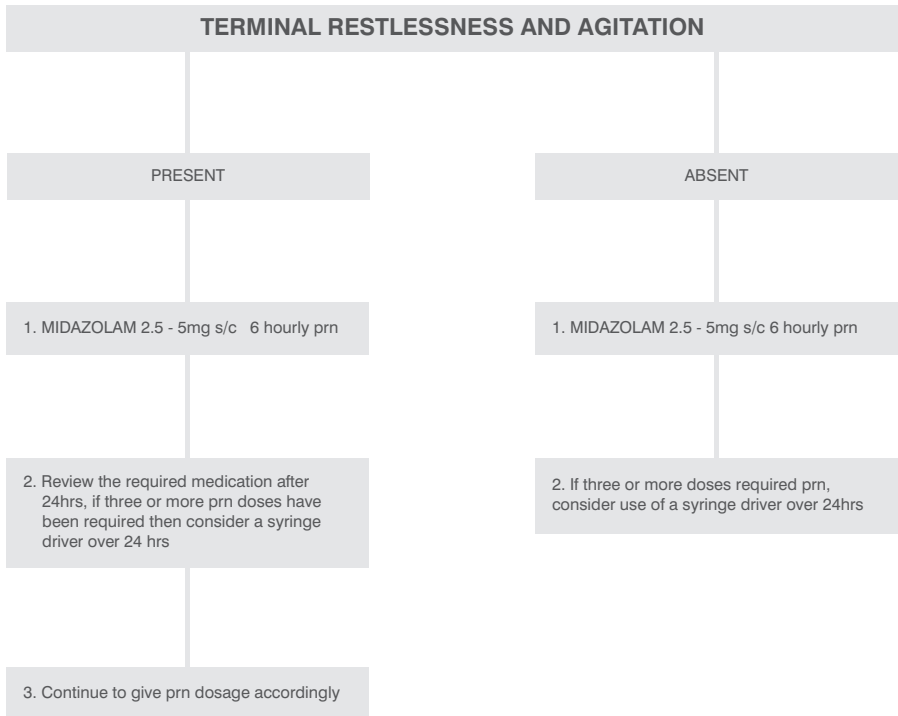 TERMINAL RESTLESSNESS AND AGITATION
PRESENT
1. MIDAZOLAM 2.5 - 5mg s/c 6 hourly prn
2. Review the required medication after
24hrs, if three or more prn doses have
been required then consider a syringe
driver over 24 hrs
3. Continue to give prn dosage accordingly
ABSENT
1. MIDAZOLAM 2.5 - 5mg s/c 6 hourly prn
2. If three or more doses required prn,
consider use of a syringe driver over 24hrs